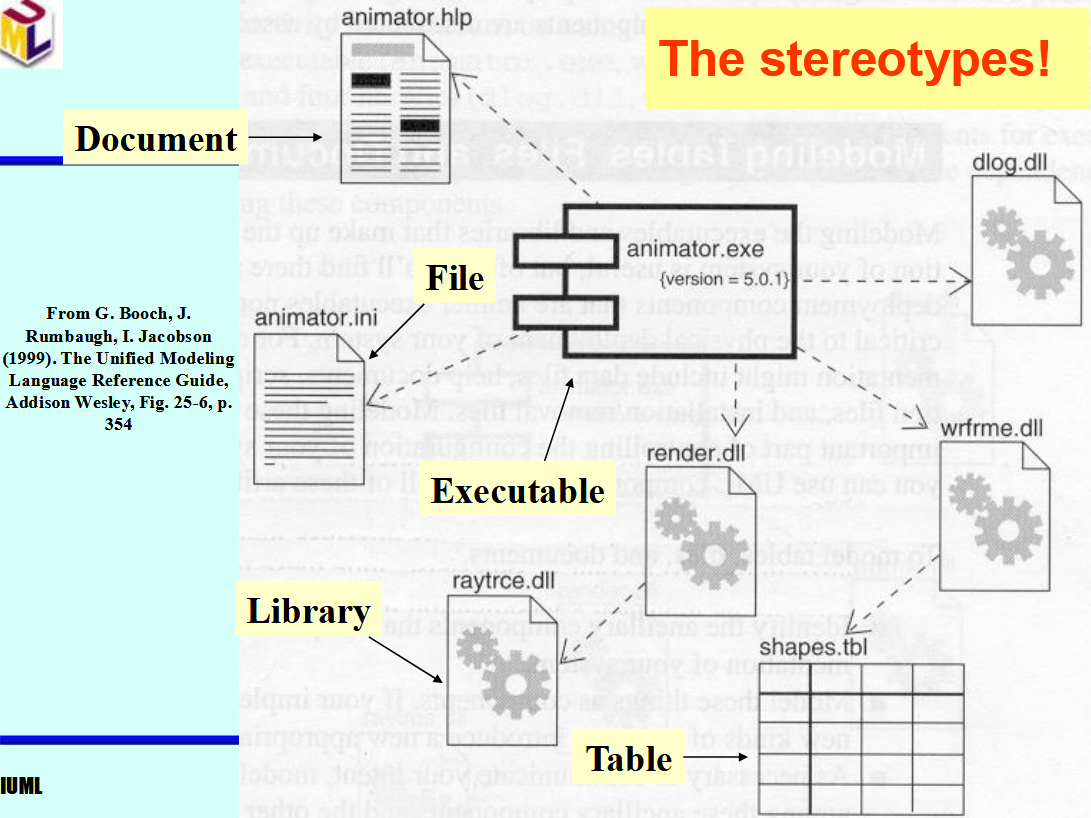 UML
animator.hlp
The stereotypes!
Document
dlog.dll
animator.exe
{version = 5.0.1}
File
animator.ini
From G. Booch, J.
Rumbaugh, I. Jacobson
(1999). The Unified Modeling
Language Reference Guide,
Addison Wesley, Fig. 25-6, p.
354
wrfrme.dll
render.dll
Executable
raytrce.dll
Library
shapes.tbl
Table
IUML